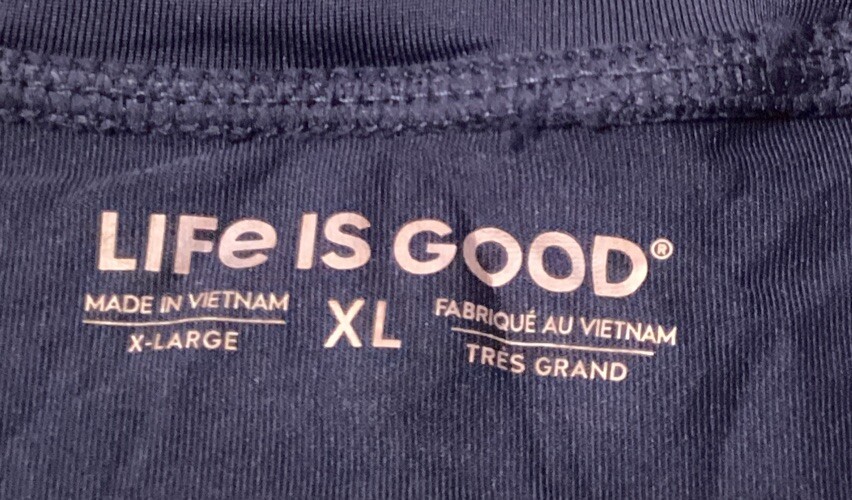 LIFe IS GOOD®
MADE IN VIETNAM
X-LARGE
XL
FABRIQUÉ AU VIETNAM
TRÈS GRAND